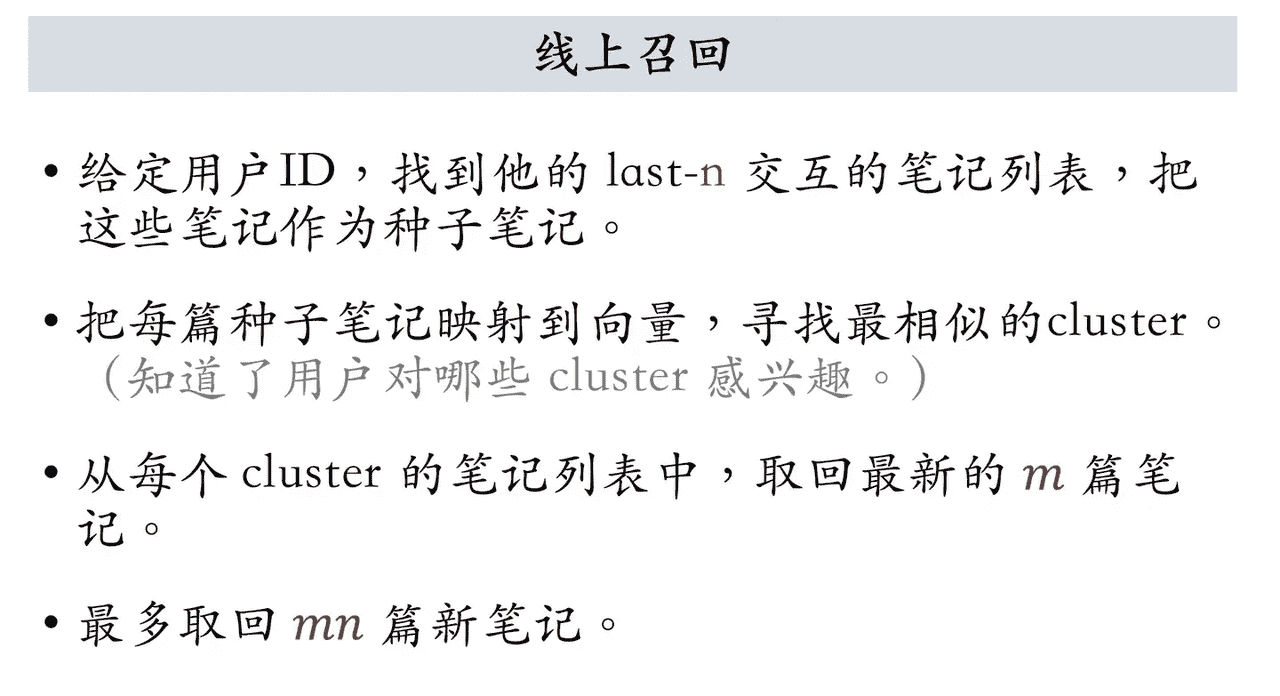 线上召回
• 给定用户ID，找到他的 last-n 交互的笔记列表，把
这些笔记作为种子笔记。
• 把每篇种子笔记映射到向量，寻找最相似的cluster。
（知道了用户对哪些 cluster 感兴趣。）
• 从每个 cluster 的笔记列表中，取回最新的 m 篇笔
记。
• 最多取回 mn 篇新笔记。